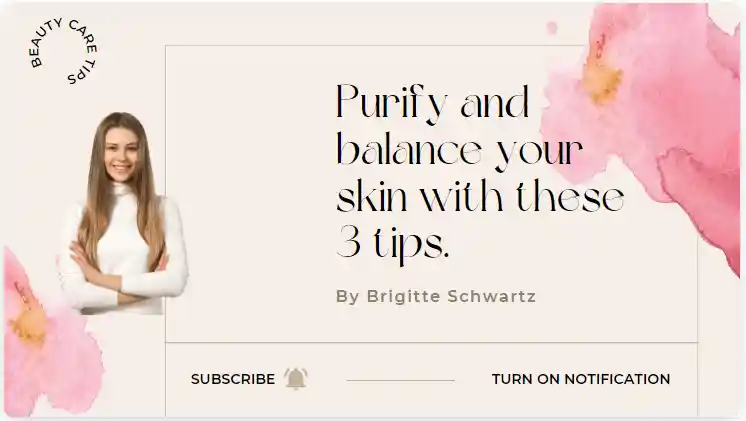 BEAUTY CARE TIPS
Purify and
balance your
skin with these
3 tips.
By Brigitte Schwartz
SUBSCRIBE
TURN ON NOTIFICATION